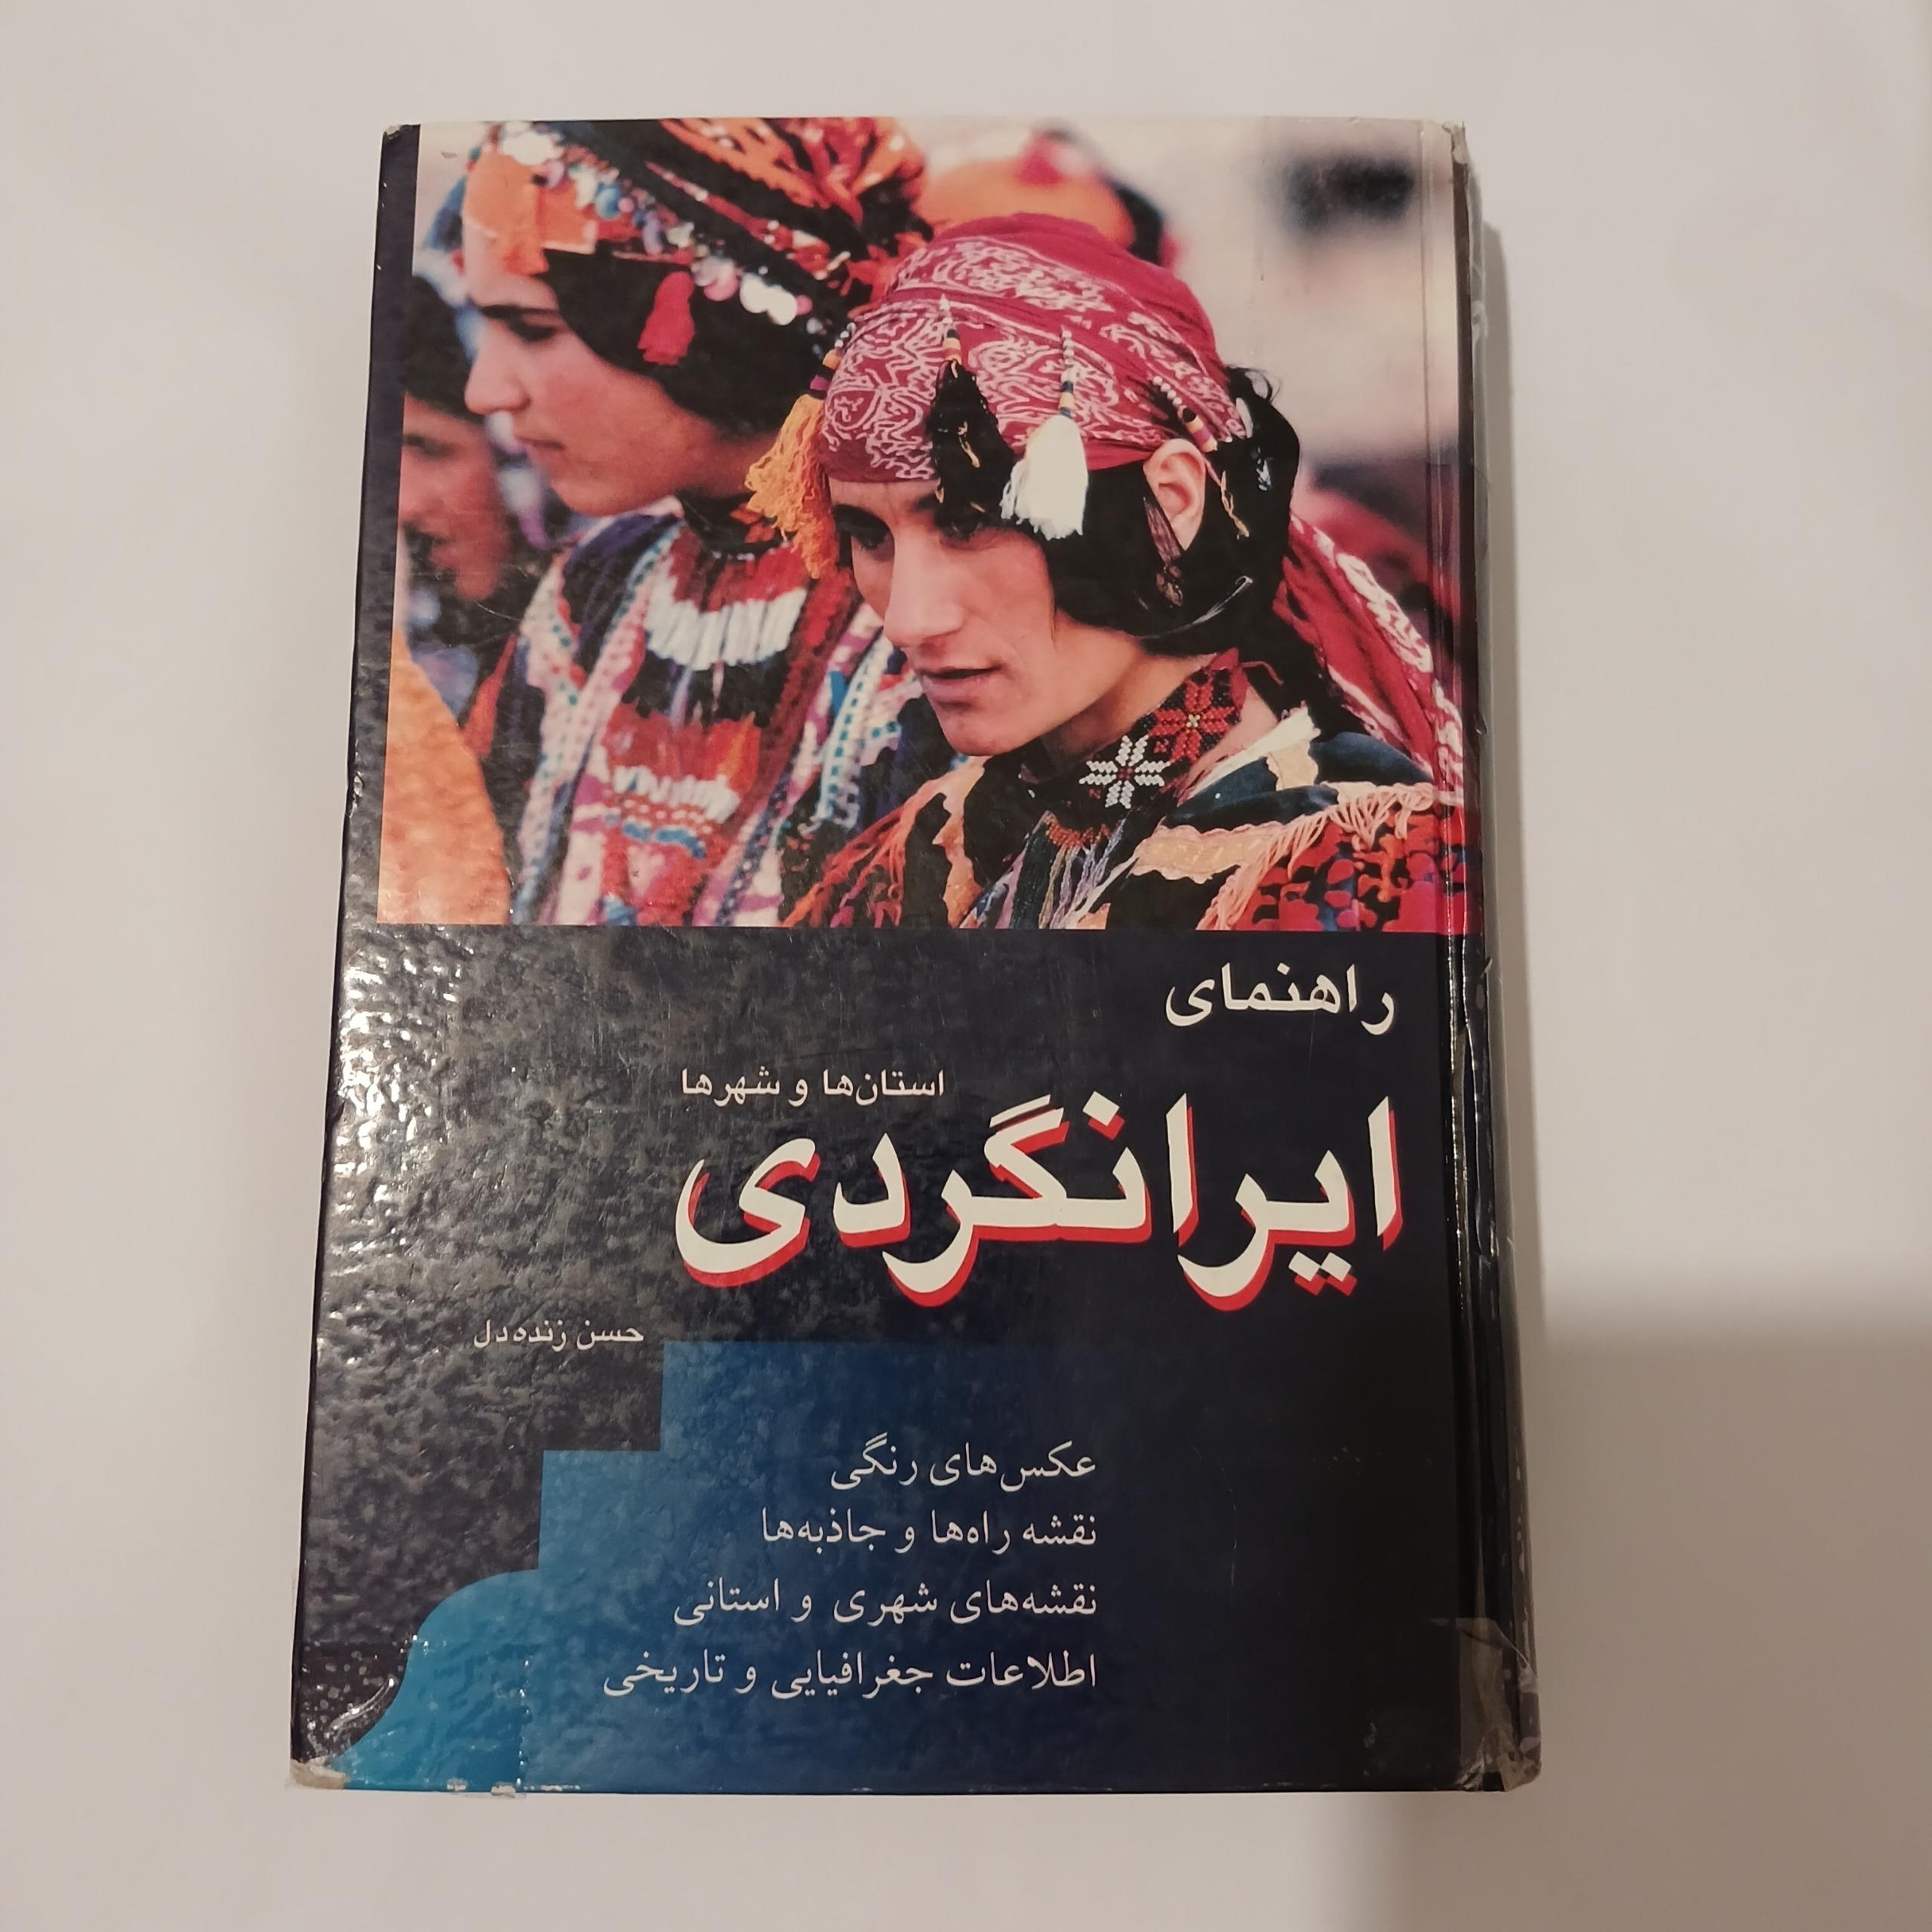 راهنمای
استان‌ها و شهرها
ایرانگردی
حسن زنده‌دل
عکس‌های رنگی
نقشه راه‌ها و جاذبه‌ها
نقشه‌های شهری و استانی
اطلاعات جغرافیایی و تاریخی